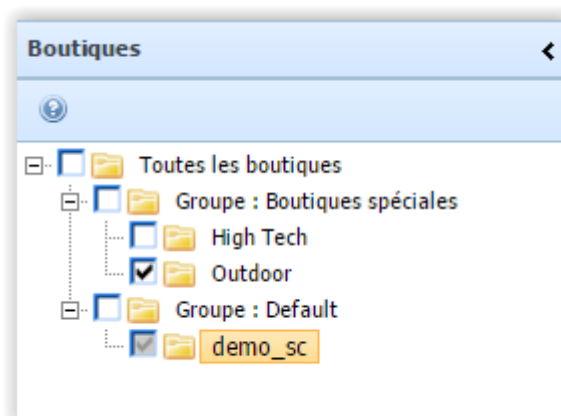 Boutiques
Toutes les boutiques
Groupe : Boutiques spéciales
High Tech
Outdoor
Groupe : Default
demo_sc